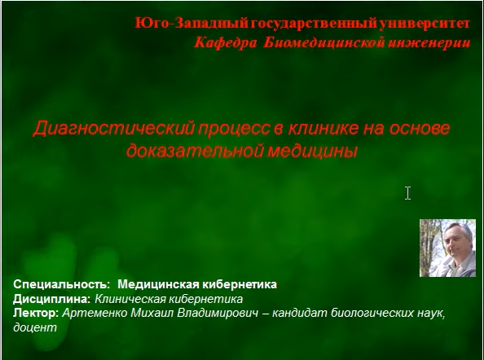 Юго-Западный государственный университет
Кафедра Биомедицинской инженерии
Диагностический процесс в клинике на основе
доказательной медицины
Специальность: Медицинская кибернетика
Дисциплина: Клиническая кибернетика
Лектор: Артеменко Михаил Владимирович – кандидат биологических наук,
доцент